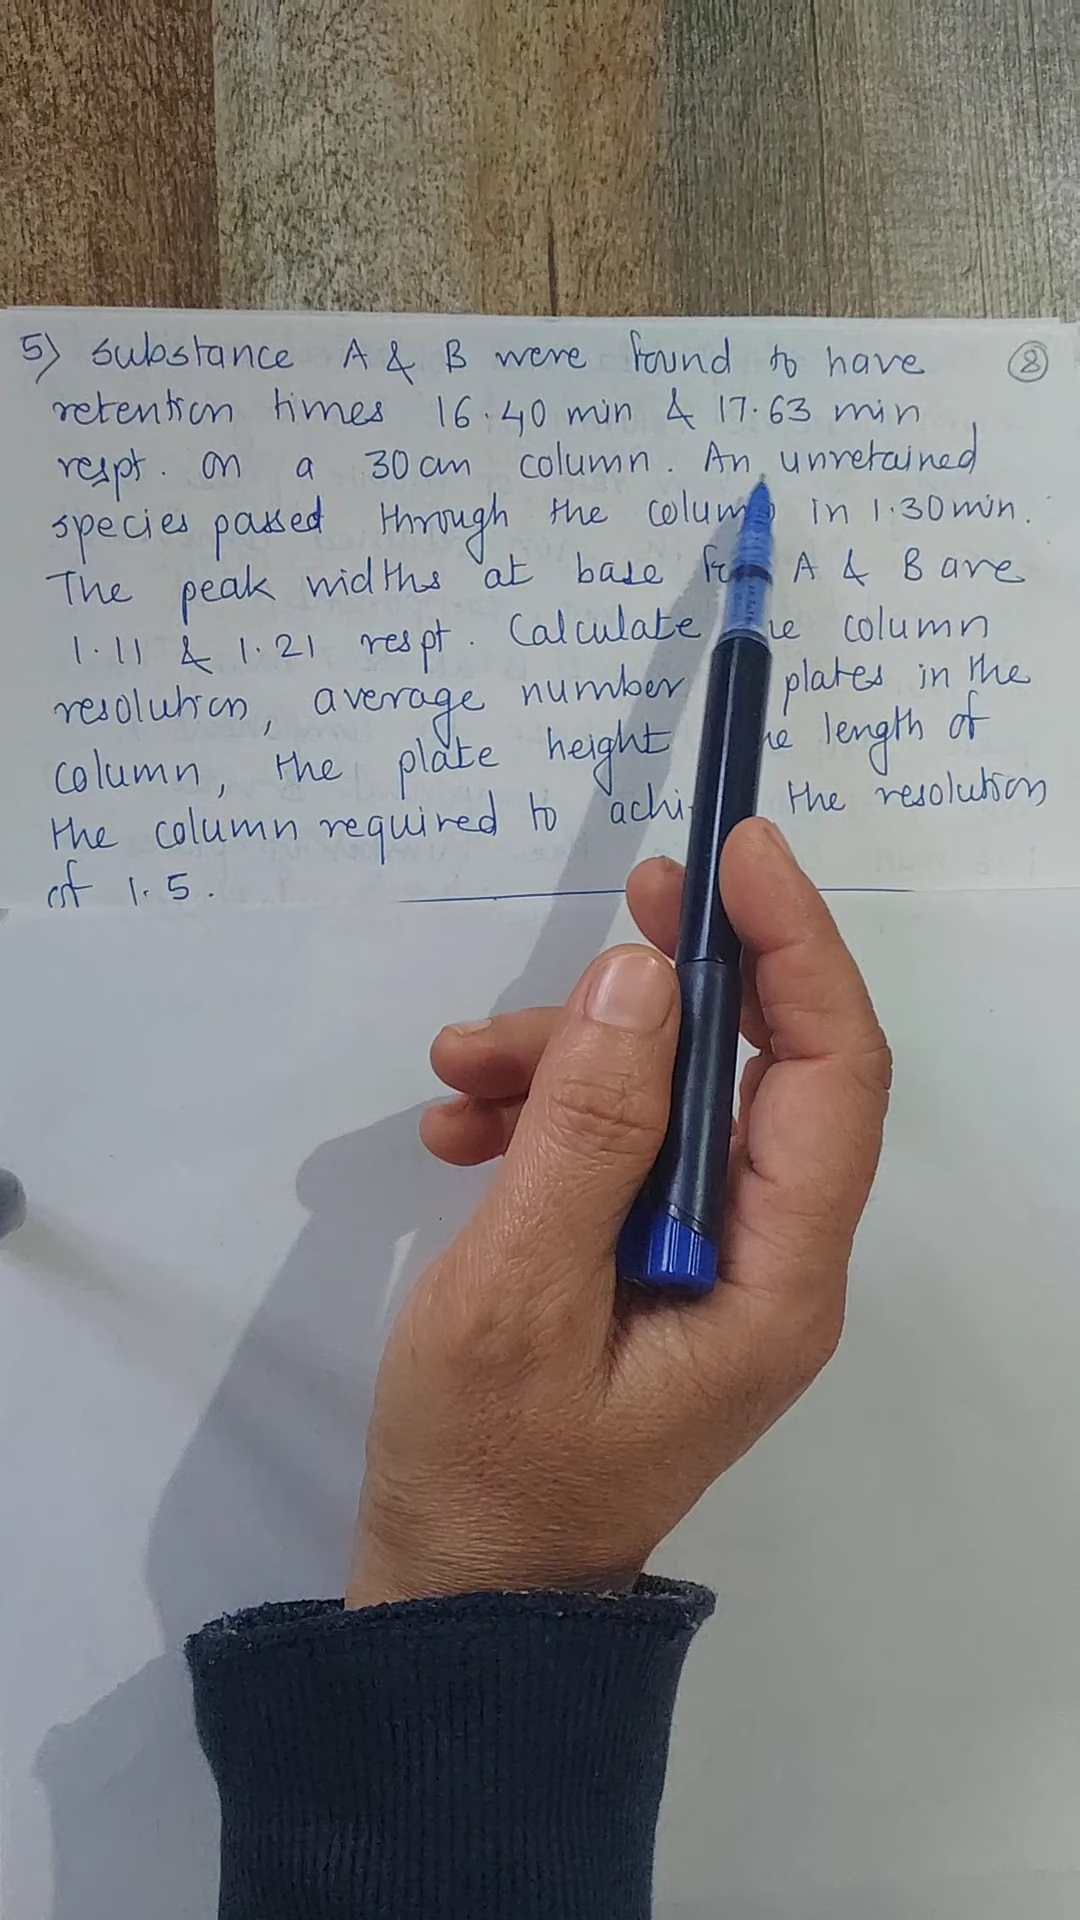 5) substance A & B were found to have ⑧
retention times 16.40 min & 17.63 min
respt. on a 30 cm column. An unretained
species passed through the column in 1.30 min.
The peak widths at base A & B are
1.11 & 1.21 respt. Calculate column
resolution, average number plates in the
column, the plate height length of
the column required to the resolution
of 1.5.